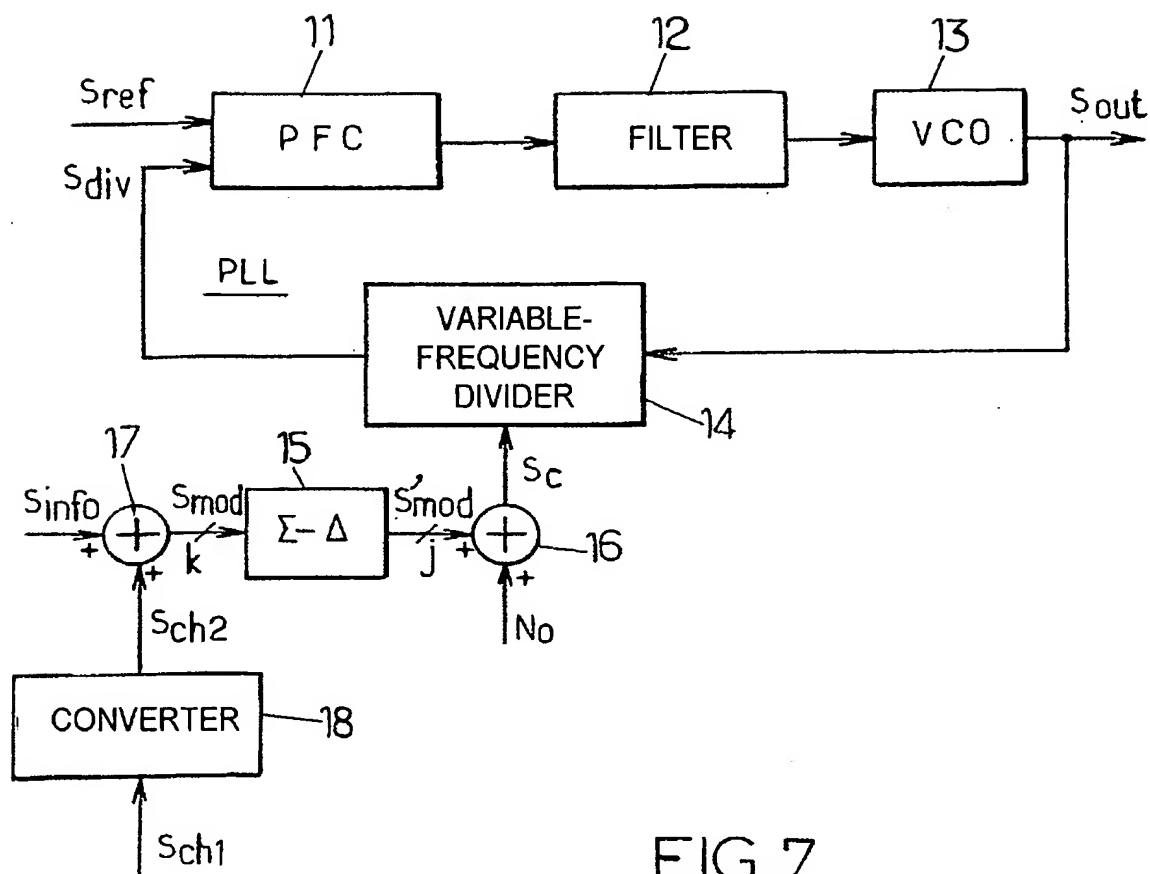 11
12
13
Sref
PFC
FILTER
VCO
Sout
Sdiv
PLL
VARIABLE-
FREQUENCY
DIVIDER
14
17
15
Sc
Sinfo
Smod
Σ-Δ
S'mod
+
+
+
+
k
j
+
+
16
Sch2
No
CONVERTER
18
Sch1
FIG.7